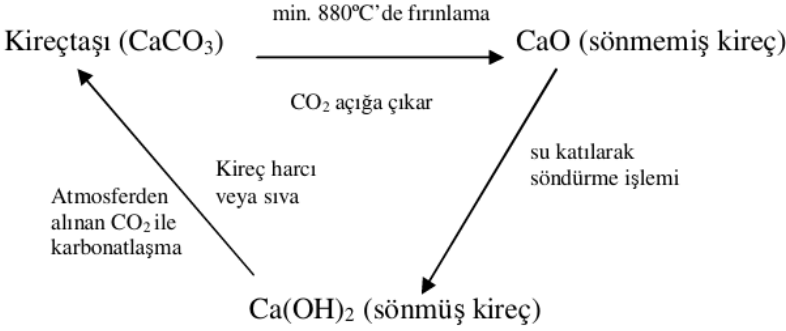 min. 880ºC’de fırınlama
Kireçtaşı (CaCO₃)
CaO (sönmemiş kireç)
CO₂ açığa çıkar
su katılarak
söndürme işlemi
Kireç harcı
veya sıva
Atmosferden
alınan CO₂ ile
karbonatlaşma
Ca(OH)₂ (sönmüş kireç)